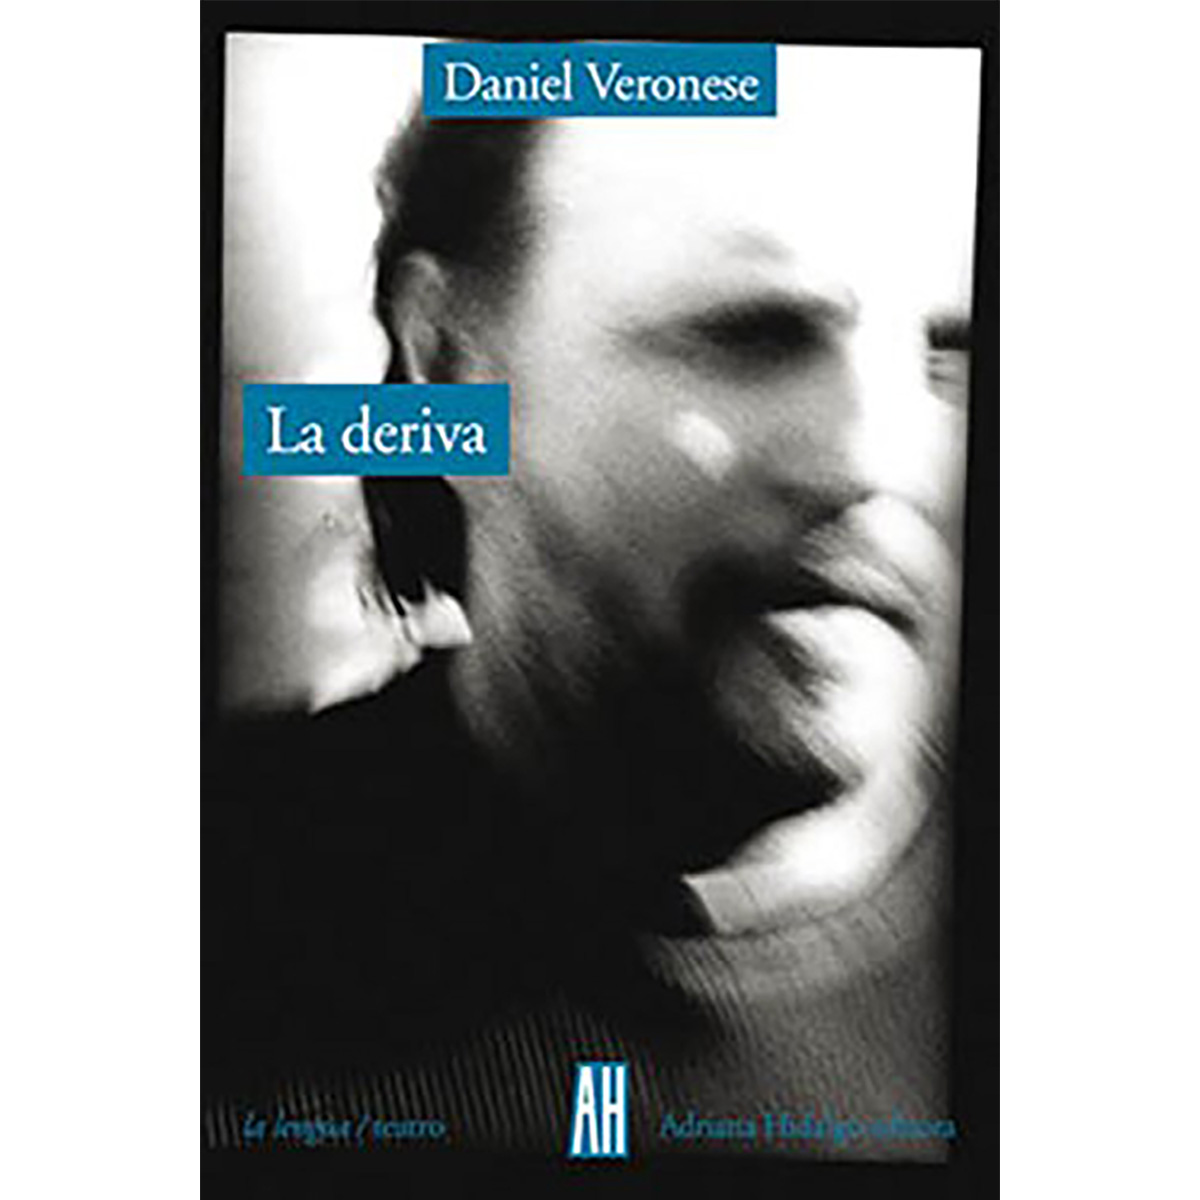 Daniel Veronese
La deriva
la lengua / teatro
AH
Adriana Hidalgo editora